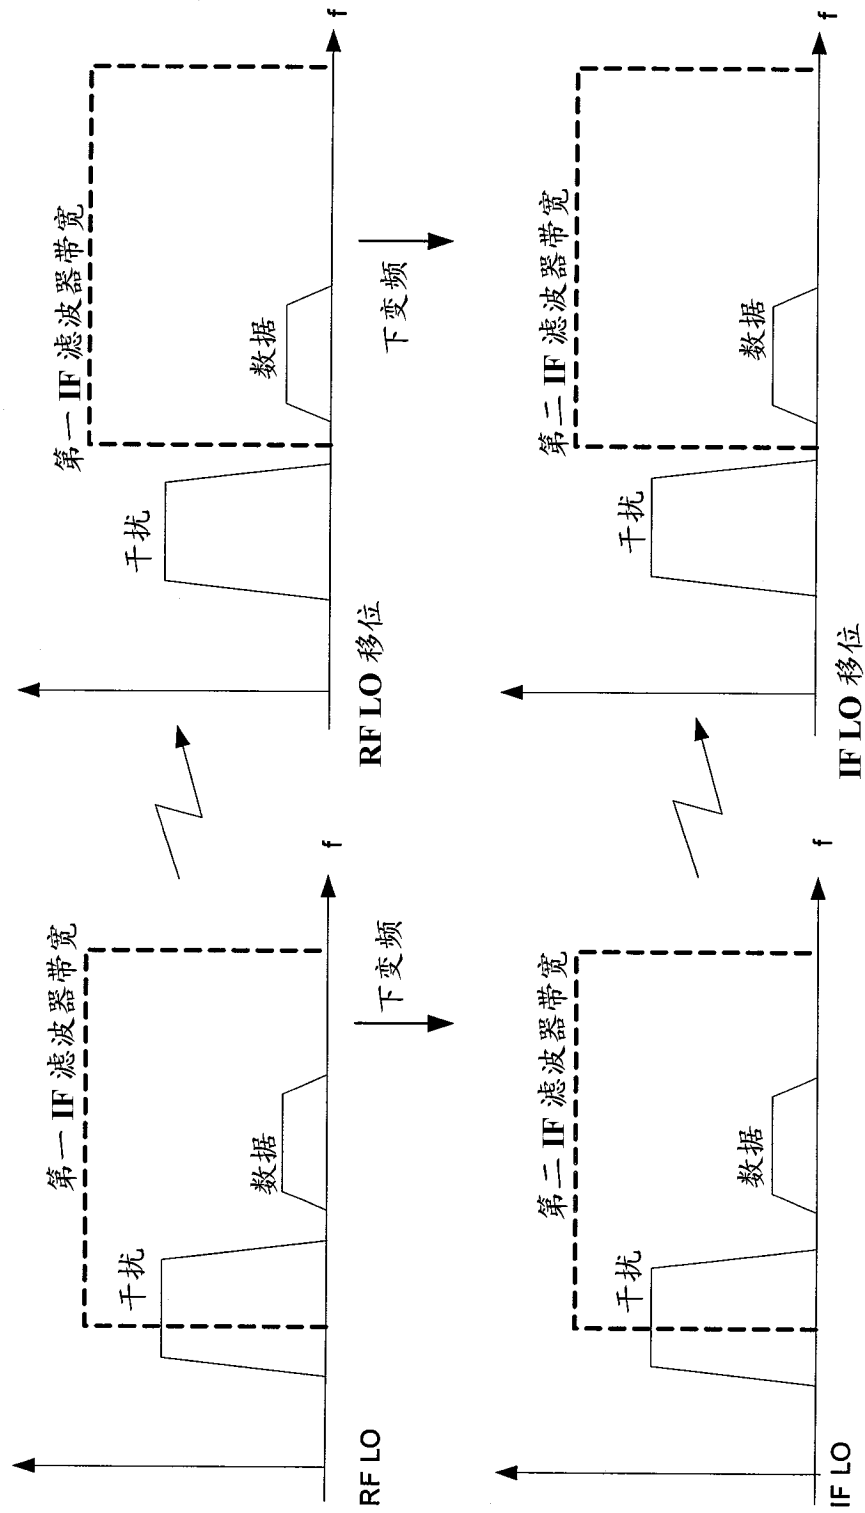 第一 IF 滤波器带宽
干扰
数据
f
RF LO
下变频
第一 IF 滤波器带宽
干扰
数据
f
RF LO 移位
下变频
第二 IF 滤波器带宽
干扰
数据
f
IF LO
第二 IF 滤波器带宽
干扰
数据
f
IF LO 移位